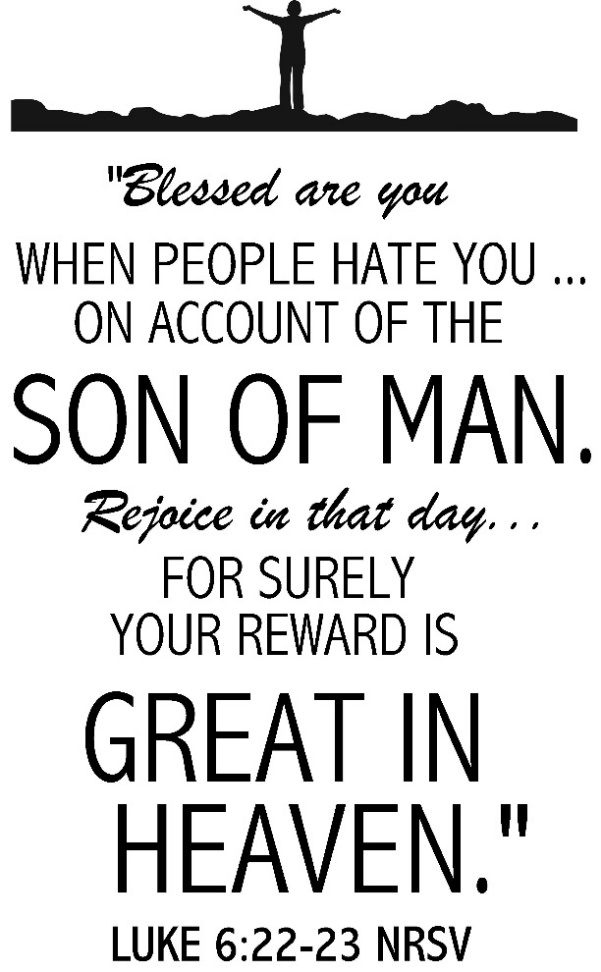 "Blessed are you
WHEN PEOPLE HATE YOU ...
ON ACCOUNT OF THE
SON OF MAN.
Rejoice in that day...
FOR SURELY
YOUR REWARD IS
GREAT IN
HEAVEN."
LUKE 6:22-23 NRSV